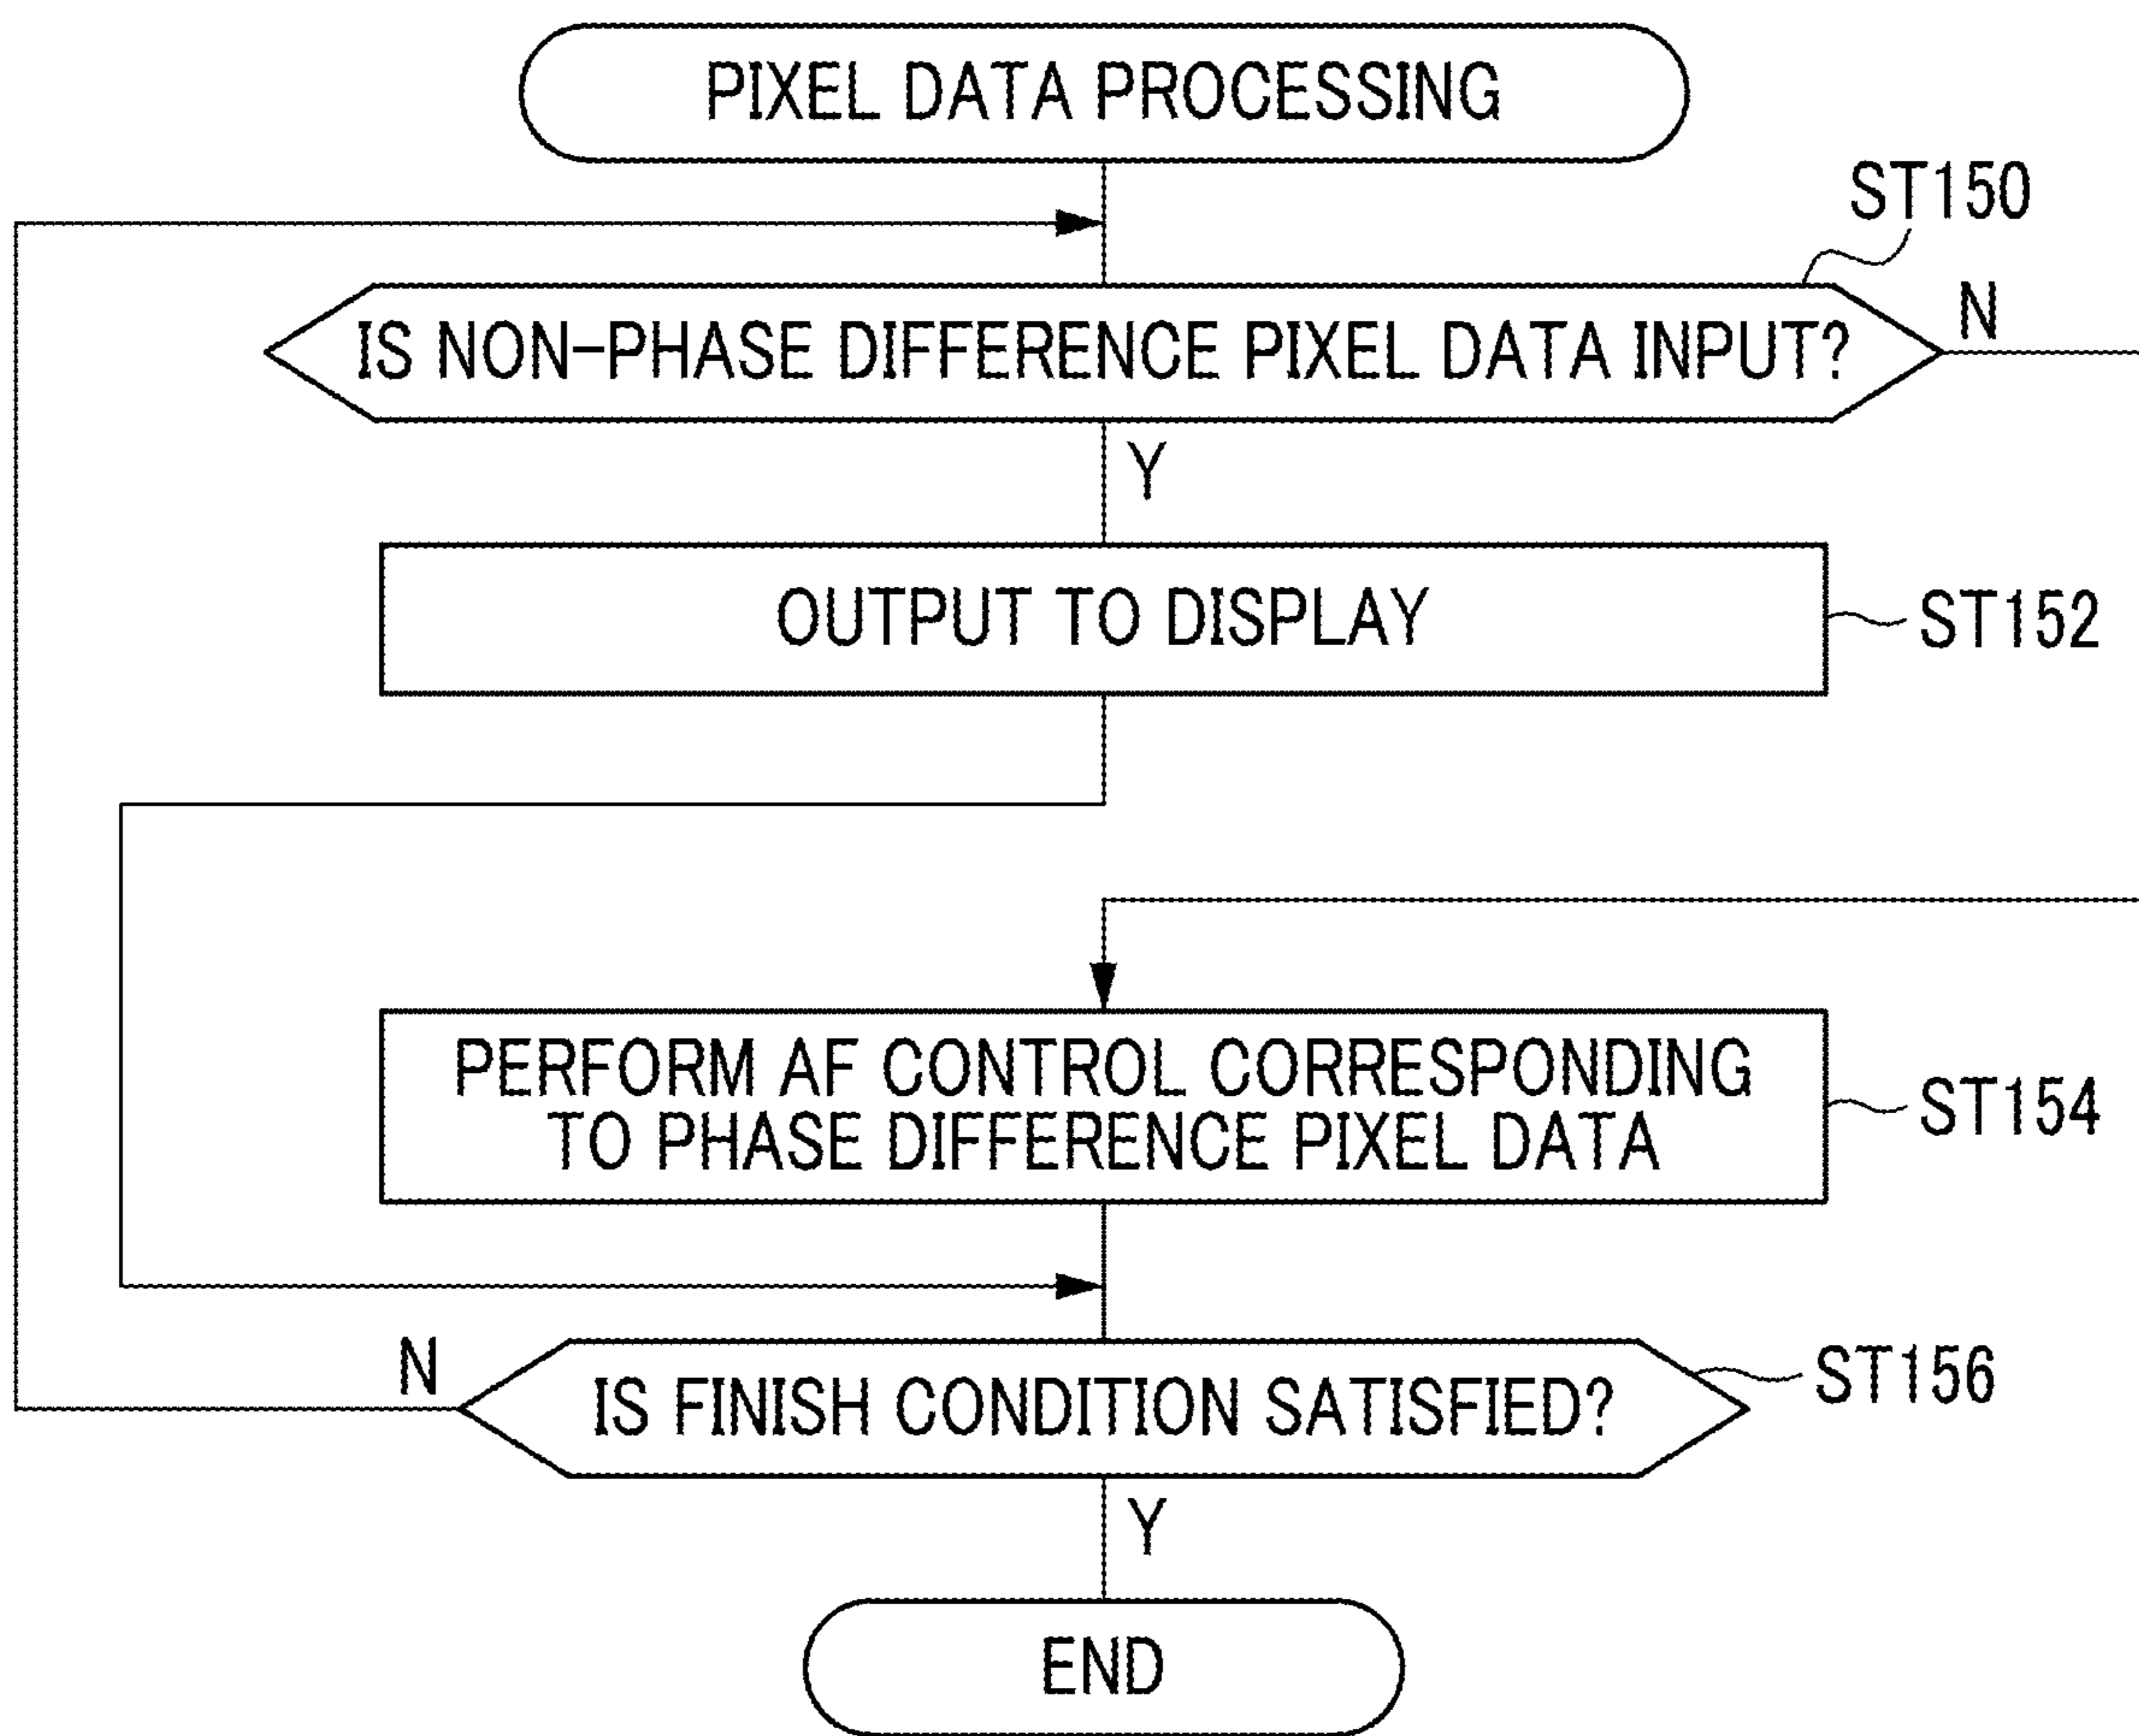 PIXEL DATA PROCESSING
ST150
IS NON-PHASE DIFFERENCE PIXEL DATA INPUT?
N
Y
OUTPUT TO DISPLAY
ST152
PERFORM AF CONTROL CORRESPONDING
TO PHASE DIFFERENCE PIXEL DATA
ST154
N
IS FINISH CONDITION SATISFIED?
ST156
Y
END